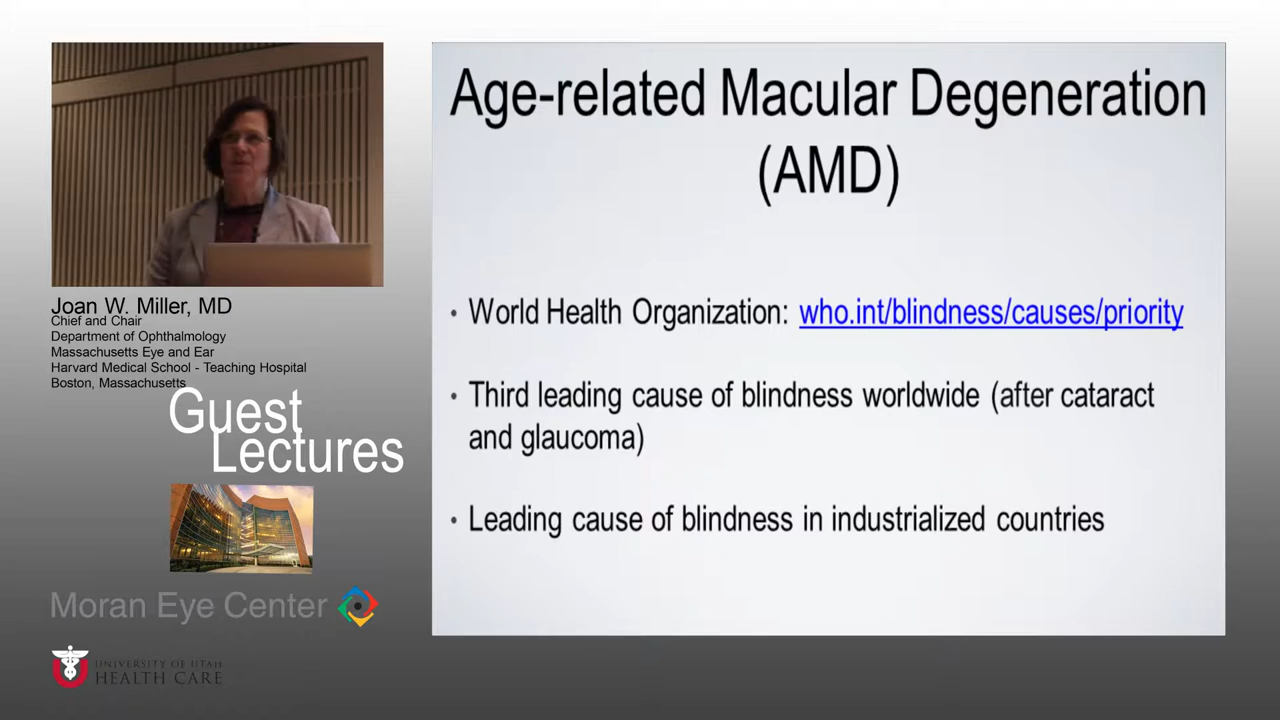 Age-related Macular Degeneration
(AMD)
• World Health Organization: who.int/blindness/causes/priority
• Third leading cause of blindness worldwide (after cataract
and glaucoma)
• Leading cause of blindness in industrialized countries
Joan W. Miller, MD
Chief and Chair
Department of Ophthalmology
Massachusetts Eye and Ear
Harvard Medical School - Teaching Hospital
Boston, Massachusetts
Guest
Lectures
Moran Eye Center
UNIVERSITY OF UTAH
HEALTH CARE